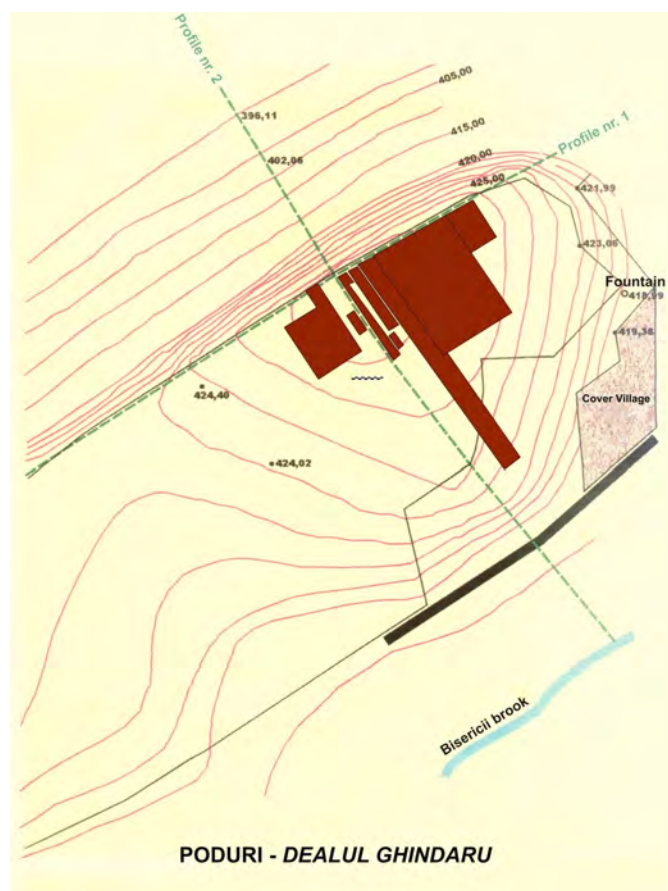 Profile nr. 2
396,11
402,06
405,00
415,00
Profile nr. 1
420,00
425,00
421,99
423,06
Fountain
418,99
419,36
424,40
Cover Village
424,02
Bisericii brook
PODURI - DEALUL GHINDARU